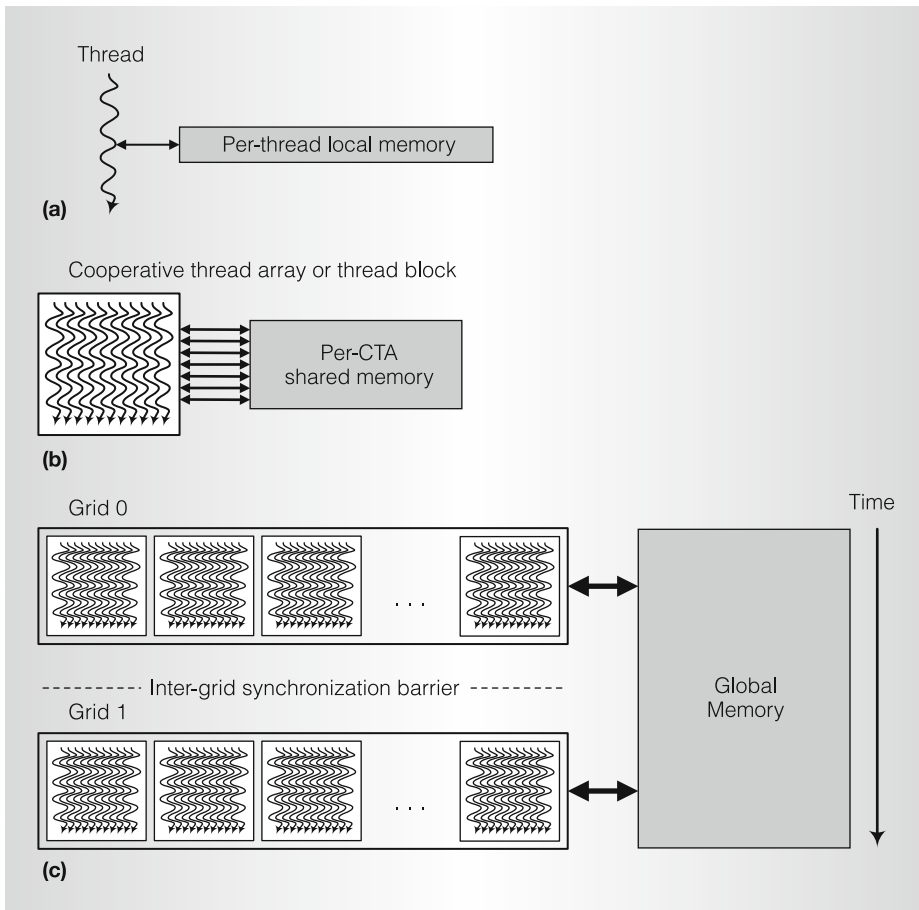 Thread
Per-thread local memory
(a)
Cooperative thread array or thread block
Per-CTA
shared memory
(b)
Grid 0
Time
. . .
Inter-grid synchronization barrier
Global
Memory
Grid 1
. . .
(c)